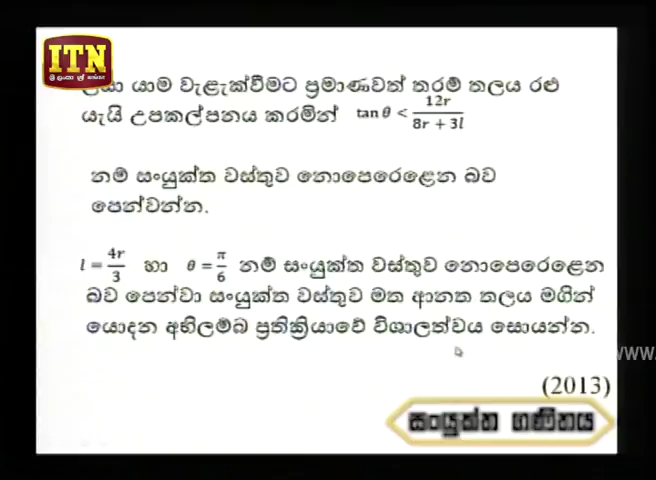 ITN
ශ්‍රී ලංකා ශ්‍රී සත්කා
යාම වැළැක්වීමට ප්‍රමාණවත් තරම් තලය රළු
යැයි උපකල්පනය කරමින් tan θ < 12r / (8r + 3l)
නම් සංයුක්ත වස්තුව නොපෙරළෙන බව
පෙන්වන්න.
l = 4r/3 හා θ = π/6 නම් සංයුක්ත වස්තුව නොපෙරෙළෙන
බව පෙන්වා සංයුක්ත වස්තුව මත ආනත තලය මගින්
යොදන අභිලම්බ ප්‍රතික්‍රියාවේ විශාලත්වය සොයන්න.
www.
(2013)
සංයුක්ත ගණිතය